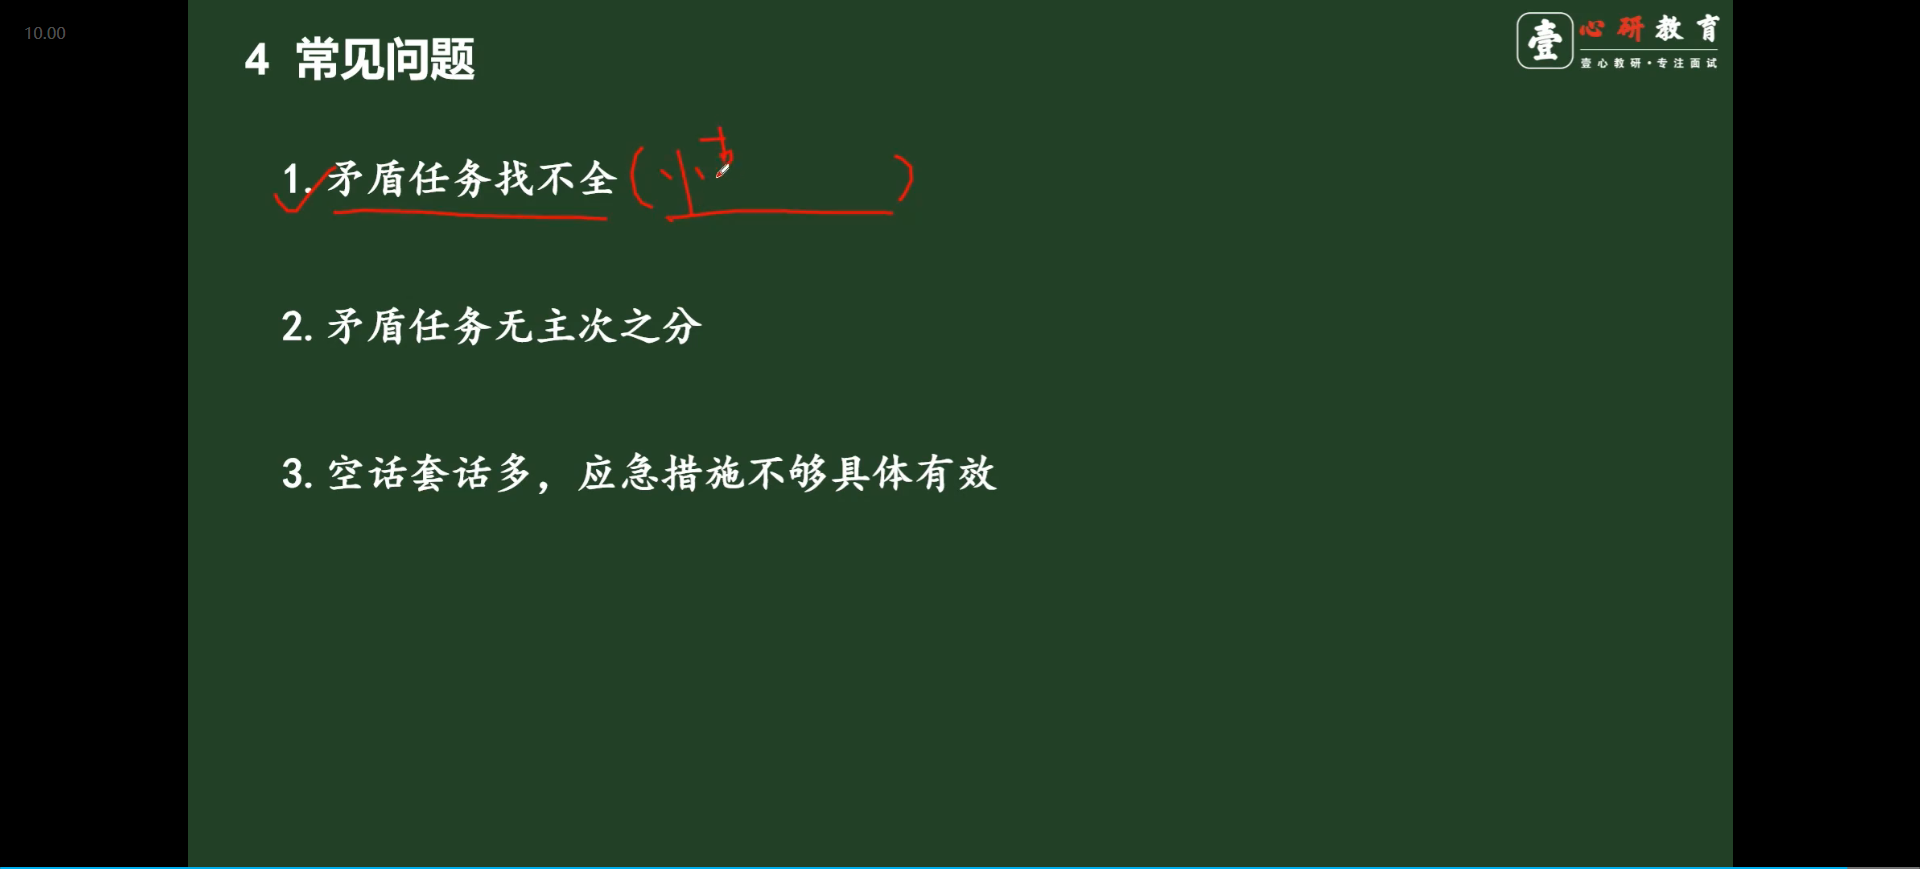 10.00
4 常见问题
壹 心研教育
壹心教研·专注面试
1. 矛盾任务找不全
2. 矛盾任务无主次之分
3. 空话套话多，应急措施不够具体有效